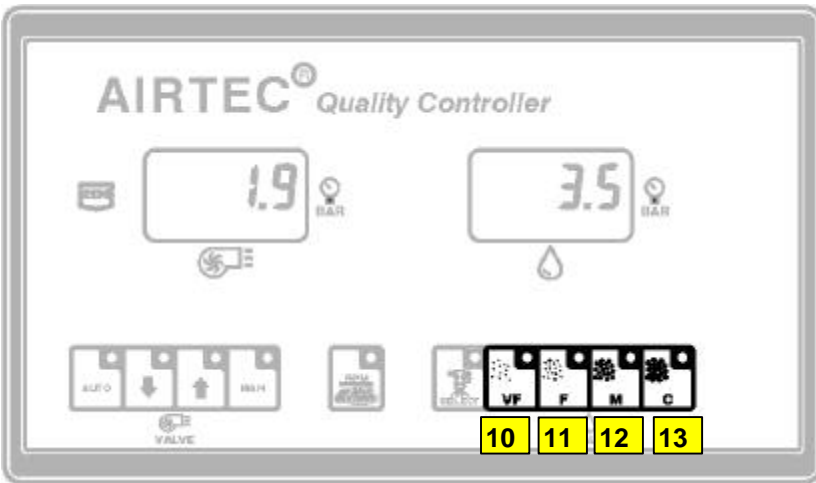 AIRTEC® Quality Controller
1.9 BAR
3.5 BAR
AUTO MAN SELECT VF F M C
VALVE
10 11 12 13